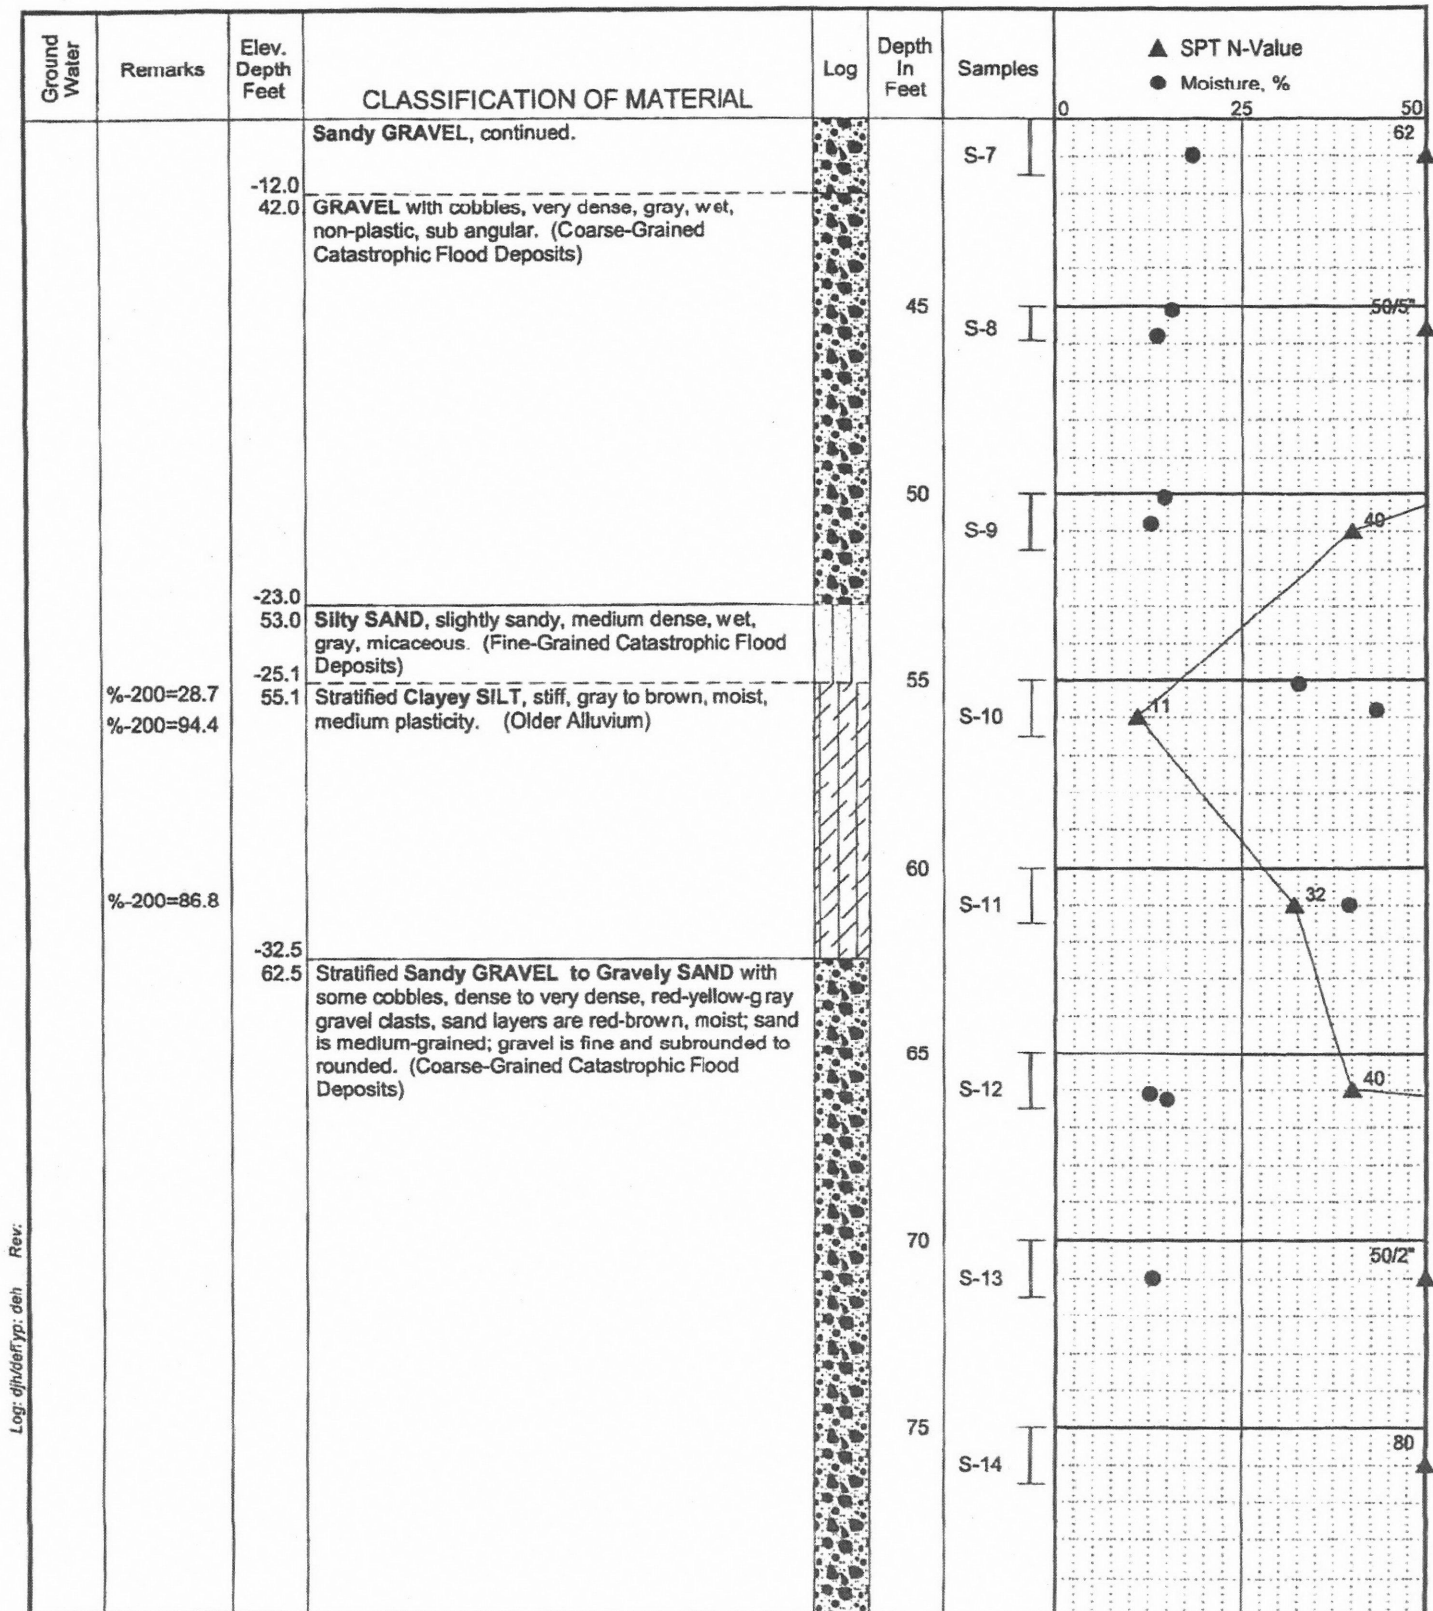 Ground Water
Remarks
Elev. Depth Feet
CLASSIFICATION OF MATERIAL
Log
Depth In Feet
Samples
▲ SPT N-Value
● Moisture, %
0 25 50
Sandy GRAVEL, continued.
S-7
62
-12.0
42.0 GRAVEL with cobbles, very dense, gray, wet,
non-plastic, sub angular. (Coarse-Grained
Catastrophic Flood Deposits)
45
S-8
50/5"
50
S-9
40
-23.0
53.0 Silty SAND, slightly sandy, medium dense, wet,
gray, micaceous. (Fine-Grained Catastrophic Flood
Deposits)
-25.1
%-200=28.7
55.1 Stratified Clayey SILT, stiff, gray to brown, moist,
medium plasticity. (Older Alluvium)
%-200=94.4
55
S-10
11
60
%-200=86.8
S-11
32
-32.5
62.5 Stratified Sandy GRAVEL to Gravely SAND with
some cobbles, dense to very dense, red-yellow-gray
gravel clasts, sand layers are red-brown, moist; sand
is medium-grained; gravel is fine and subrounded to
rounded. (Coarse-Grained Catastrophic Flood
Deposits)
65
S-12
40
70
S-13
50/2"
75
S-14
80
Log: djh/def Typ: deh Rev: